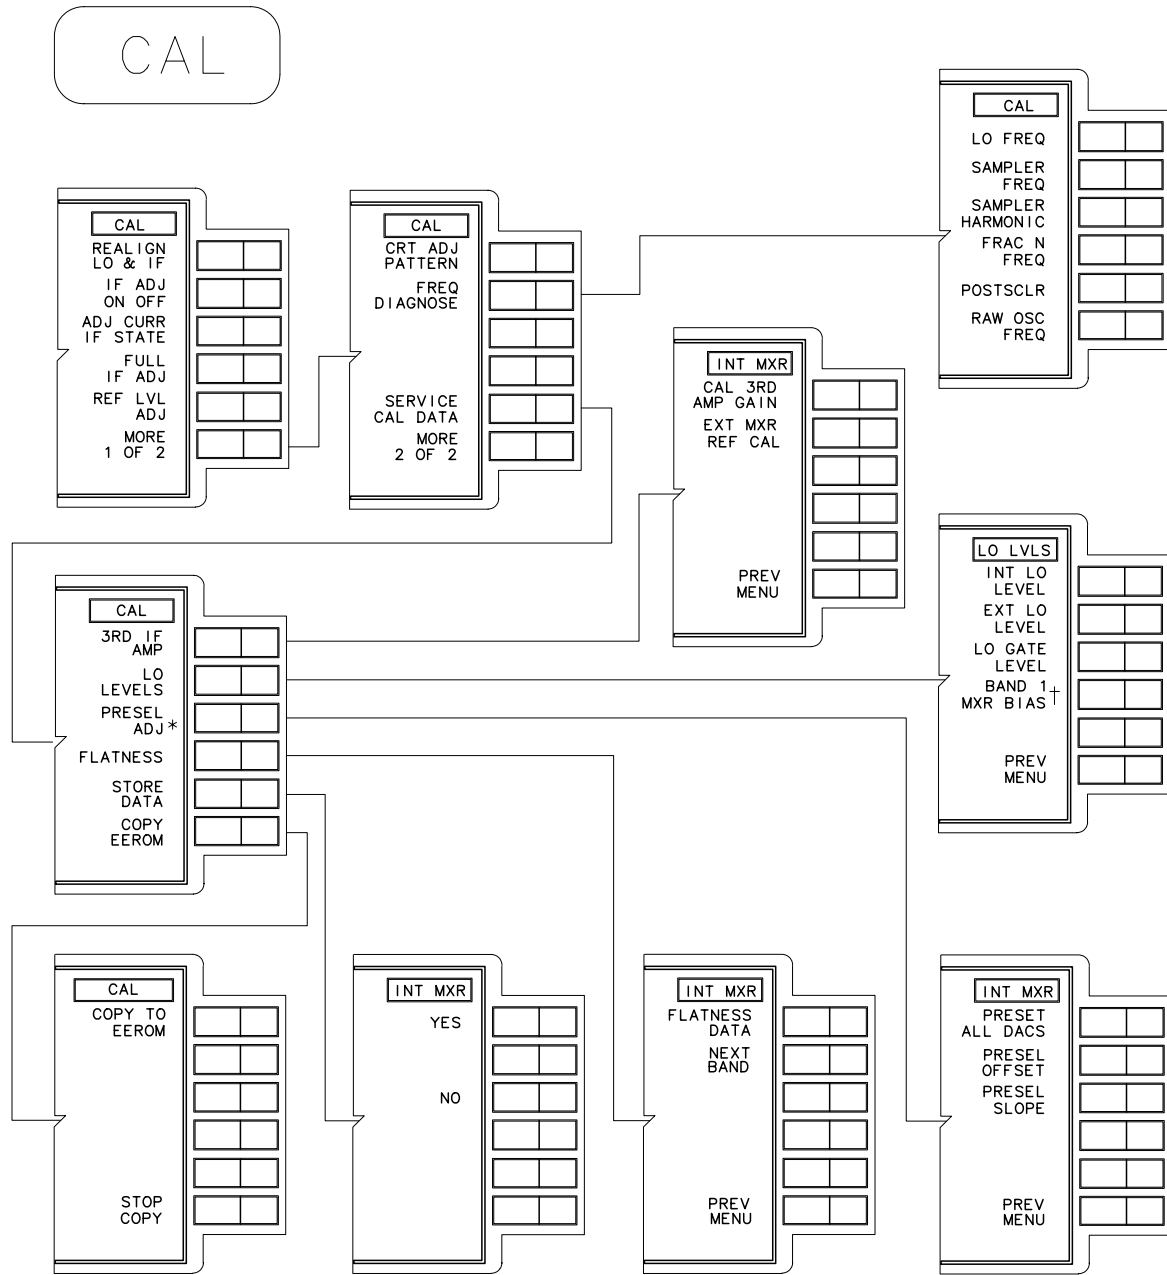 CAL
CAL
REALIGN
LO & IF
IF ADJ
ON OFF
ADJ CURR
IF STATE
FULL
IF ADJ
REF LVL
ADJ
MORE
1 OF 2
CAL
CRT ADJ
PATTERN
FREQ
DIAGNOSE
SERVICE
CAL DATA
MORE
2 OF 2
CAL
LO FREQ
SAMPLER
FREQ
SAMPLER
HARMONIC
FRAC N
FREQ
POSTSCLR
RAW OSC
FREQ
INT MXR
CAL 3RD
AMP GAIN
EXT MXR
REF CAL
PREV
MENU
CAL
3RD IF
AMP
LO
LEVELS
PRESEL
ADJ*
FLATNESS
STORE
DATA
COPY
EEROM
LO LVLS
INT LO
LEVEL
EXT LO
LEVEL
LO GATE
LEVEL
BAND 1
MXR BIAS†
PREV
MENU
CAL
COPY TO
EEROM
STOP
COPY
INT MXR
YES
NO
INT MXR
FLATNESS
DATA
NEXT
BAND
PREV
MENU
INT MXR
PRESET
ALL DACS
PRESEL
OFFSET
PRESEL
SLOPE
PREV
MENU